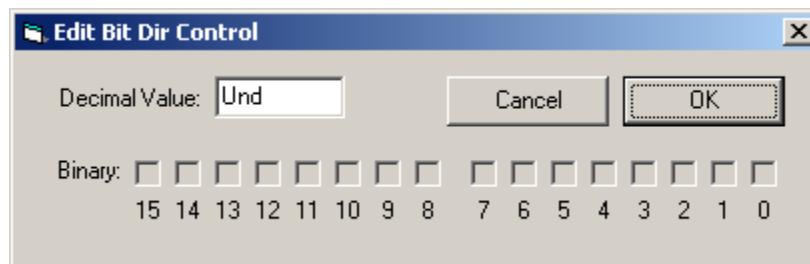 Edit Bit Dir Control
Decimal Value: Und Cancel OK
Binary:
15 14 13 12 11 10 9 8 7 6 5 4 3 2 1 0